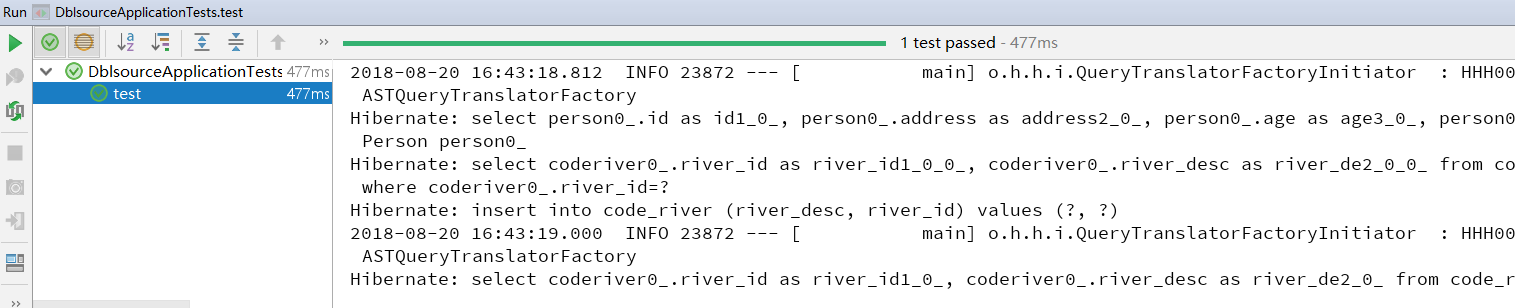 Run DblsourceApplicationTests.test
1 test passed - 477ms
DblsourceApplicationTests 477ms
test 477ms
2018-08-20 16:43:18.812  INFO 23872 --- [           main] o.h.h.i.QueryTranslatorFactoryInitiator  : HHH00
ASTQueryTranslatorFactory
Hibernate: select person0_.id as id1_0_, person0_.address as address2_0_, person0_.age as age3_0_, person0
Person person0_
Hibernate: select coderiver0_.river_id as river_id1_0_0_, coderiver0_.river_desc as river_de2_0_0_ from co
where coderiver0_.river_id=?
Hibernate: insert into code_river (river_desc, river_id) values (?, ?)
2018-08-20 16:43:19.000  INFO 23872 --- [           main] o.h.h.i.QueryTranslatorFactoryInitiator  : HHH00
ASTQueryTranslatorFactory
Hibernate: select coderiver0_.river_id as river_id1_0_, coderiver0_.river_desc as river_de2_0_ from code_r